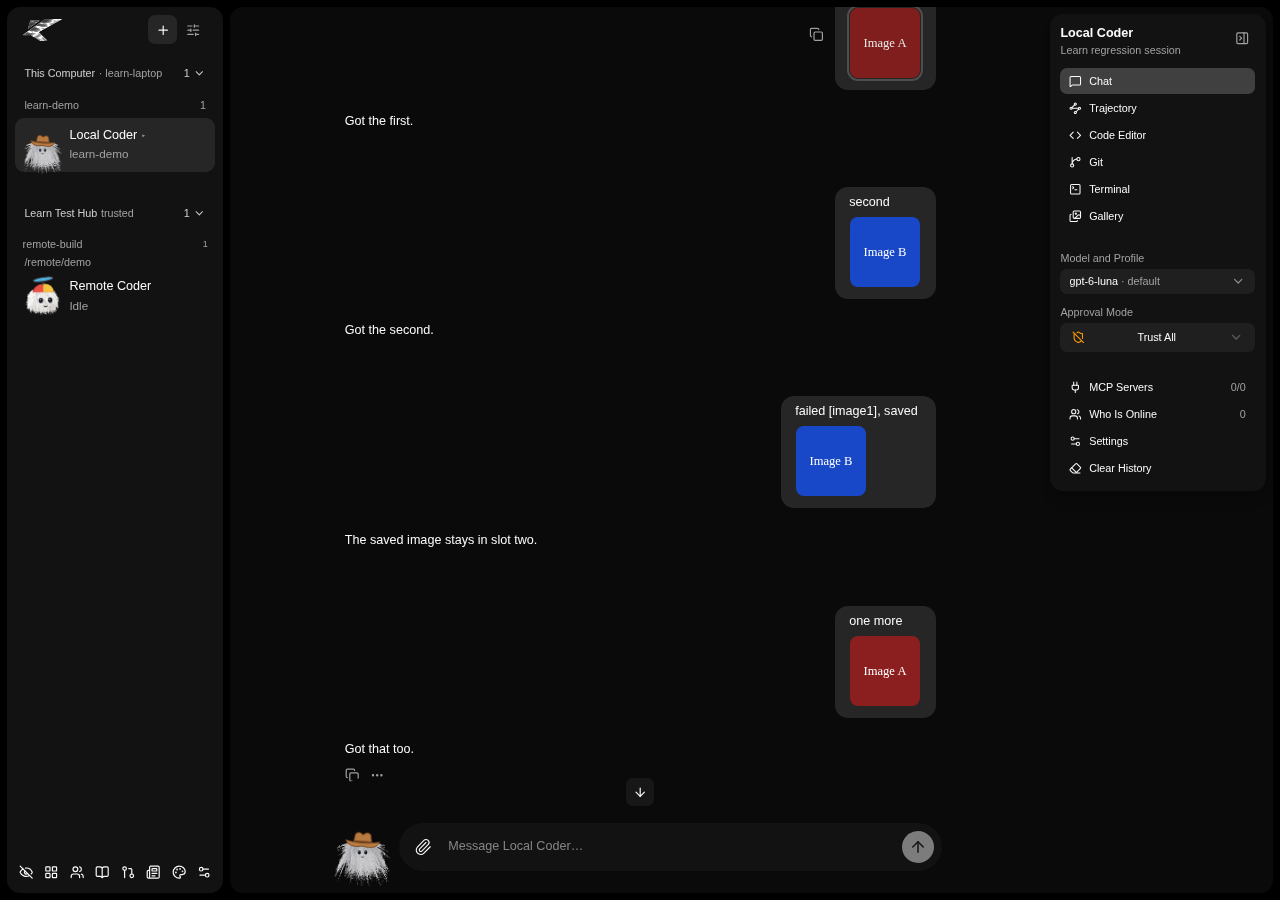 This Computer · learn-laptop 1
learn-demo 1
Local Coder
learn-demo
Learn Test Hub trusted 1
remote-build 1
/remote/demo
Remote Coder
Idle
Image A
Got the first.
second
Image B
Got the second.
failed [image1], saved
Image B
The saved image stays in slot two.
one more
Image A
Got that too.
Message Local Coder…
Local Coder
Learn regression session
Chat
Trajectory
Code Editor
Git
Terminal
Gallery
Model and Profile
gpt-6-luna · default
Approval Mode
Trust All
MCP Servers 0/0
Who Is Online 0
Settings
Clear History